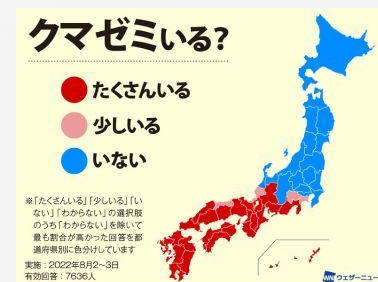 クマゼミいる?
たくさんいる
少しいる
いない
※「たくさんいる」「少しいる」「い
ない」「わからない」の選択肢
のうち「わからない」を除いて
最も割合が高かった回答を都
道府県別に色分けしています
実施:2022年8月2~3日
有効回答:7636人
ウェザーニュース